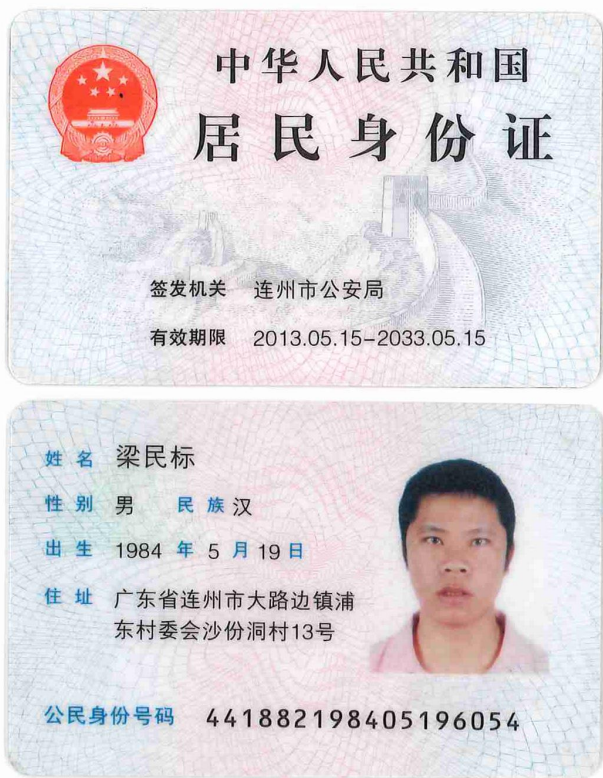 中华人民共和国
居民身份证
签发机关 连州市公安局
有效期限 2013.05.15-2033.05.15
姓名 梁民标
性别 男 民族 汉
出生 1984 年 5 月 19 日
住址 广东省连州市大路边镇浦
东村委会沙份洞村13号
公民身份号码 441882198405196054